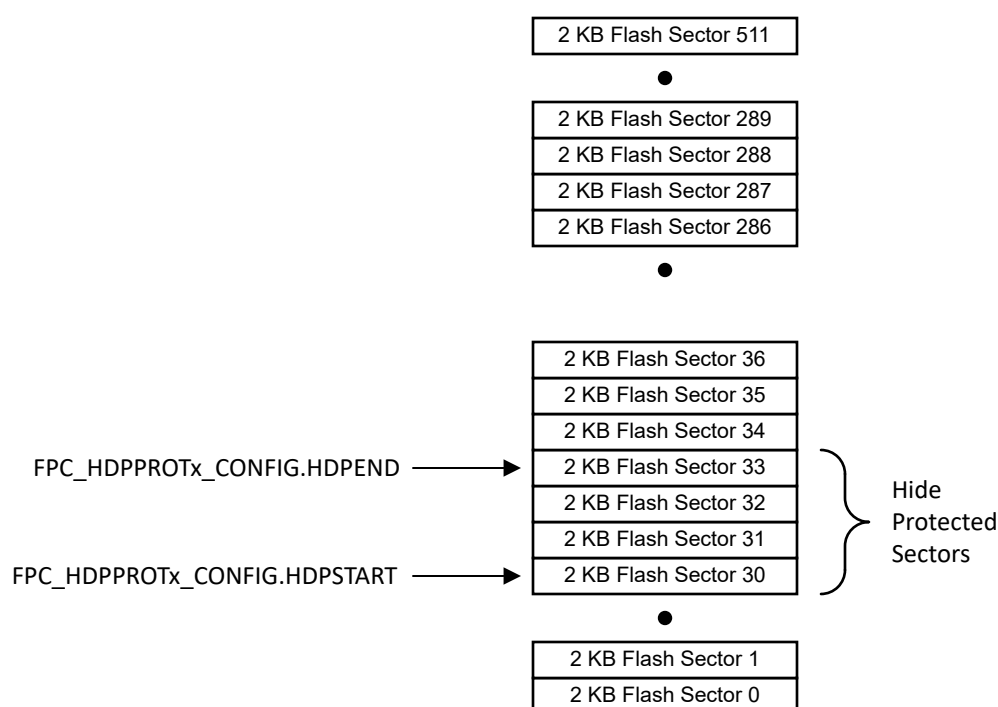 2 KB Flash Sector 511
2 KB Flash Sector 289
2 KB Flash Sector 288
2 KB Flash Sector 287
2 KB Flash Sector 286
2 KB Flash Sector 36
2 KB Flash Sector 35
2 KB Flash Sector 34
FPC_HDPPROTx_CONFIG.HDPEND
2 KB Flash Sector 33
2 KB Flash Sector 32
2 KB Flash Sector 31
FPC_HDPPROTx_CONFIG.HDPSTART
2 KB Flash Sector 30
Hide
Protected
Sectors
2 KB Flash Sector 1
2 KB Flash Sector 0